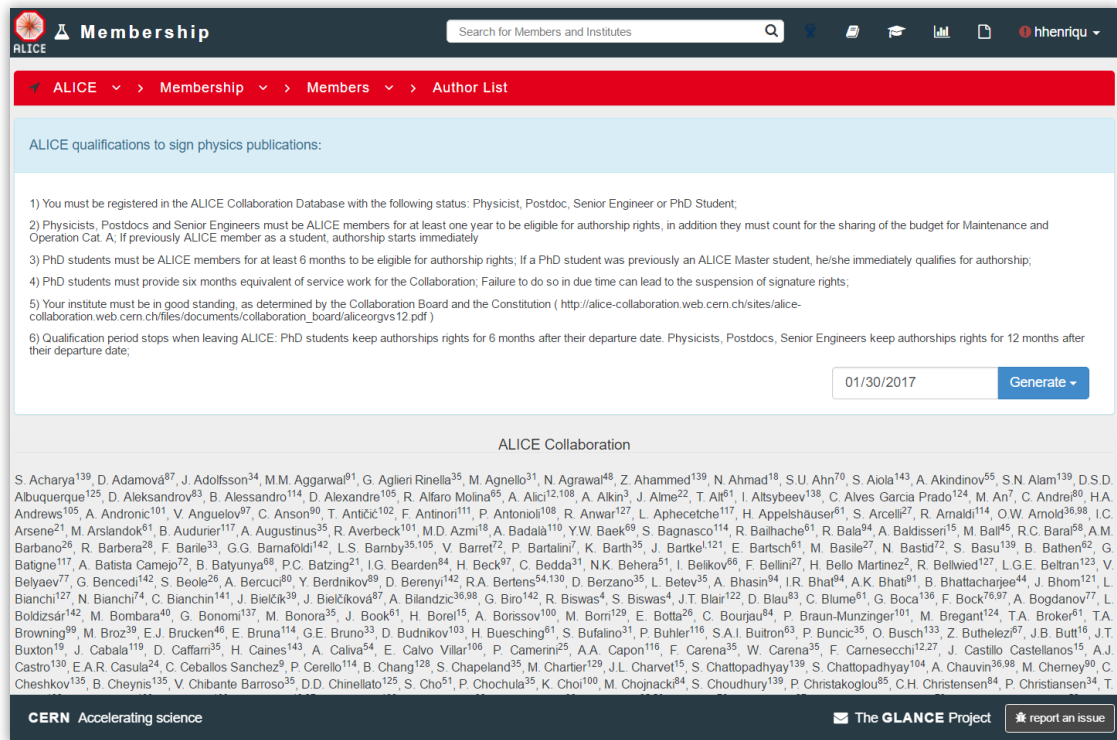 ALICE Membership
Search for Members and Institutes
hhenriqu
ALICE > Membership > Members > Author List
ALICE qualifications to sign physics publications:
1) You must be registered in the ALICE Collaboration Database with the following status: Physicist, Postdoc, Senior Engineer or PhD Student;
2) Physicists, Postdocs and Senior Engineers must be ALICE members for at least one year to be eligible for authorship rights, in addition they must count for the sharing of the budget for Maintenance and
Operation Cat. A; If previously ALICE member as a student, authorship starts immediately
3) PhD students must be ALICE members for at least 6 months to be eligible for authorship rights; If a PhD student was previously an ALICE Master student, he/she immediately qualifies for authorship;
4) PhD students must provide six months equivalent of service work for the Collaboration; Failure to do so in due time can lead to the suspension of signature rights;
5) Your institute must be in good standing, as determined by the Collaboration Board and the Constitution ( http://alice-collaboration.web.cern.ch/sites/alice-
collaboration.web.cern.ch/files/documents/collaboration_board/aliceorgvs12.pdf )
6) Qualification period stops when leaving ALICE: PhD students keep authorships rights for 6 months after their departure date. Physicists, Postdocs, Senior Engineers keep authorships rights for 12 months after
their departure date;
01/30/2017
Generate
ALICE Collaboration
S. Acharya139, D. Adamová87, J. Adolfsson34, M.M. Aggarwal91, G. Aglieri Rinella35, M. Agnello31, N. Agrawal48, Z. Ahammed139, N. Ahmad18, S.U. Ahn70, S. Aiola143, A. Akindinov55, S.N. Alam139, D.S.D.
Albuquerque125, D. Aleksandrov83, B. Alessandro114, D. Alexandre105, R. Alfaro Molina65, A. Alici12,108, A. Alkin3, J. Alme22, T. Alt61, I. Altsybeev138, C. Alves Garcia Prado124, M. An7, C. Andrei80, H.A.
Andrews105, A. Andronic101, V. Anguelov97, C. Anson90, T. Antičić102, F. Antinori111, P. Antonioli108, R. Anwar127, L. Aphecetche117, H. Appelshäuser61, S. Arcelli27, R. Arnaldi114, O.W. Arnold36,98, I.C.
Arsene21, M. Arslandok61, B. Audurier117, A. Augustinus35, R. Averbeck101, M.D. Azmi18, A. Badalà110, Y.W. Baek69, S. Bagnasco114, R. Bailhache61, R. Bala94, A. Baldisseri15, M. Ball45, R.C. Baral58, A.M.
Barbano26, R. Barbera28, F. Barile33, G.G. Barnaföldi142, L.S. Barnby35,105, V. Barret72, P. Bartalini7, K. Barth35, J. BartkeI,121, E. Bartsch61, M. Basile27, N. Bastid72, S. Basu139, B. Bathen62, G.
Batigne117, A. Batista Camejo72, B. Batyunya68, P.C. Batzing21, I.G. Bearden84, H. Beck97, C. Bedda31, N.K. Behera51, I. Belikov66, F. Bellini27, H. Bello Martinez2, R. Bellwied127, L.G.E. Beltran123, V.
Belyaev77, G. Bencedi142, S. Beole26, A. Bercuci80, Y. Berdnikov89, D. Berenyi142, R.A. Bertens54,130, D. Berzano35, L. Betev35, A. Bhasin94, I.R. Bhat94, A.K. Bhati91, B. Bhattacharjee44, J. Bhom121, L.
Bianchi127, N. Bianchi74, C. Bianchin141, J. Bielčík39, J. Bielčíková87, A. Bilandzic36,98, G. Biro142, R. Biswas4, S. Biswas4, J.T. Blair122, D. Blau83, C. Blume61, G. Boca136, F. Bock76,97, A. Bogdanov77, L.
Boldizsár142, M. Bombara40, G. Bonomi137, M. Bonora35, J. Book61, H. Borel15, A. Borissov100, M. Borri129, E. Botta26, C. Bourjau84, P. Braun-Munzinger101, M. Bregant124, T.A. Broker61, T.A.
Browning99, M. Broz39, E.J. Brucken46, E. Bruna114, G.E. Bruno33, D. Budnikov103, H. Buesching61, S. Bufalino31, P. Buhler116, S.A.I. Buitron63, P. Buncic35, O. Busch133, Z. Buthelezi67, J.B. Butt16, J.T.
Buxton19, J. Cabala119, D. Caffarri35, H. Caines143, A. Caliva54, E. Calvo Villar106, P. Camerini25, A.A. Capon116, F. Carena35, W. Carena35, F. Carnesecchi12,27, J. Castillo Castellanos15, A.J.
Castro130, E.A.R. Casula24, C. Ceballos Sanchez9, P. Cerello114, B. Chang128, S. Chapeland35, M. Chartier129, J.L. Charvet15, S. Chattopadhyay139, S. Chattopadhyay104, A. Chauvin36,98, M. Cherney90, C.
Cheshkov135, B. Cheynis135, V. Chibante Barroso35, D.D. Chinellato125, S. Cho51, P. Chochula35, K. Choi100, M. Chojnacki84, S. Choudhury139, P. Christakoglou85, C.H. Christensen84, P. Christiansen34, T.
CERN Accelerating science
The GLANCE Project
report an issue